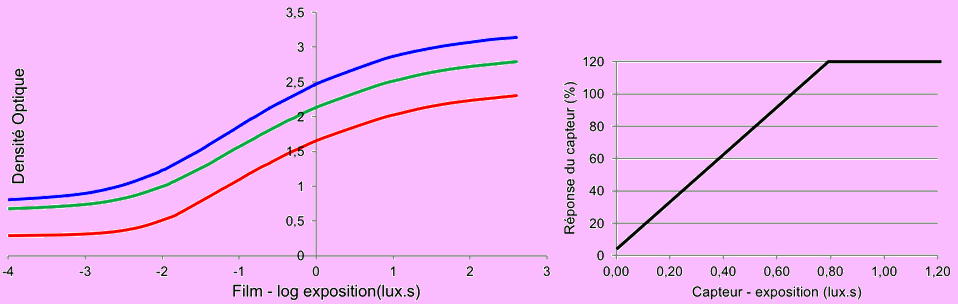 Densité Optique
3,5
3
2,5
2
1,5
1
0,5
0
-4 -3 -2 -1 0 1 2 3
Film - log exposition(lux.s)
Réponse du capteur (%)
120
100
80
60
40
20
0
0,00 0,20 0,40 0,60 0,80 1,00 1,20
Capteur - exposition (lux.s)